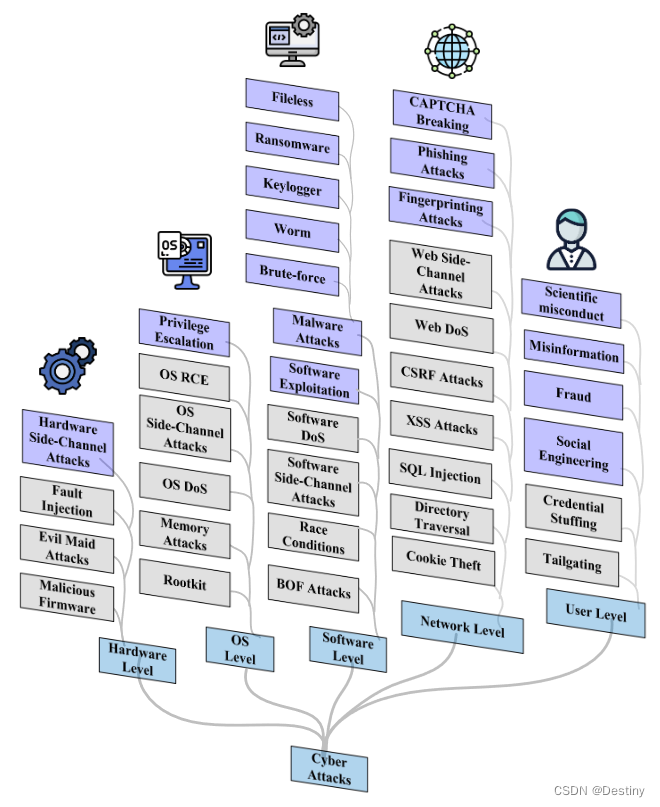 </>
Fileless
Ransomware
Keylogger
Worm
Brute-force
CAPTCHA
Breaking
Phishing
Attacks
Fingerprinting
Attacks
Web Side-
Channel
Attacks
Web DoS
CSRF Attacks
XSS Attacks
SQL Injection
Directory
Traversal
Cookie Theft
Network Level
OS
Privilege
Escalation
OS RCE
OS
Side-Channel
Attacks
OS DoS
Memory
Attacks
Rootkit
OS
Level
Malware
Attacks
Software
Exploitation
Software
DoS
Software
Side-Channel
Attacks
Race
Conditions
BOF Attacks
Software
Level
Scientific
misconduct
Misinformation
Fraud
Social
Engineering
Credential
Stuffing
Tailgating
User Level
Hardware
Side-Channel
Attacks
Fault
Injection
Evil Maid
Attacks
Malicious
Firmware
Hardware
Level
Cyber
Attacks
CSDN @Destiny